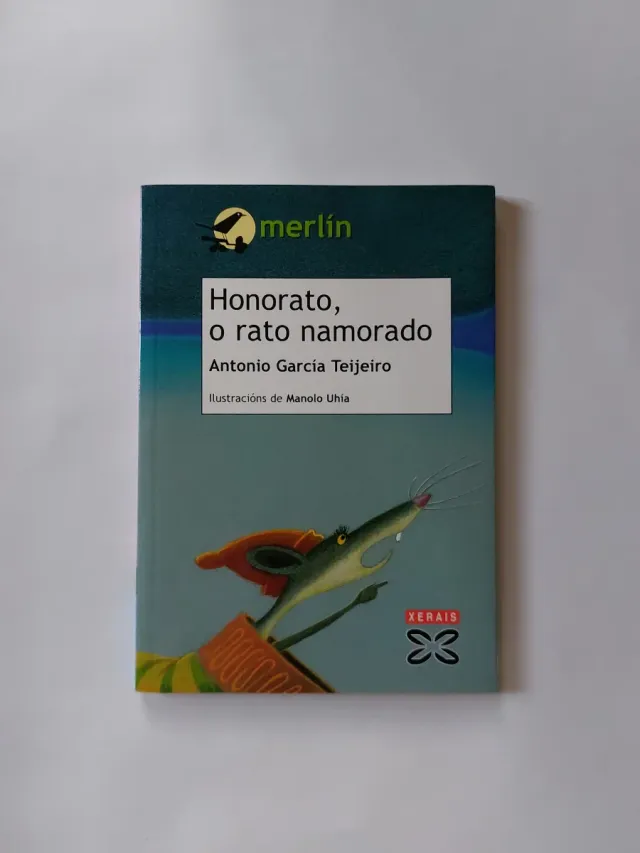 merlín
Honorato,
o rato namorado
Antonio García Teijeiro
Ilustracións de Manolo Uhía
XERAIS